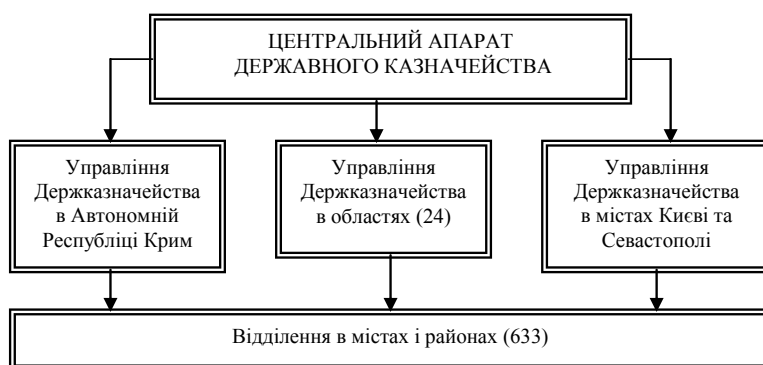 ЦЕНТРАЛЬНИЙ АПАРАТ
ДЕРЖАВНОГО КАЗНАЧЕЙСТВА
Управління
Держказначейства
в Автономній
Республіці Крим
Управління
Держказначейства
в областях (24)
Управління
Держказначейства
в містах Києві та
Севастополі
Відділення в містах і районах (633)